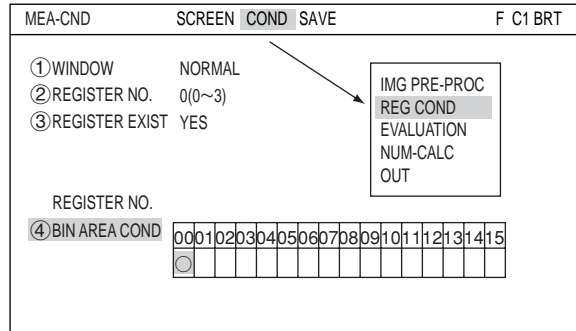 MEA-CND SCREEN COND SAVE F C1 BRT
①WINDOW NORMAL
②REGISTER NO. 0(0～3)
③REGISTER EXIST YES
IMG PRE-PROC
REG COND
EVALUATION
NUM-CALC
OUT
REGISTER NO.
④BIN AREA COND
00 01 02 03 04 05 06 07 08 09 10 11 12 13 14 15
○